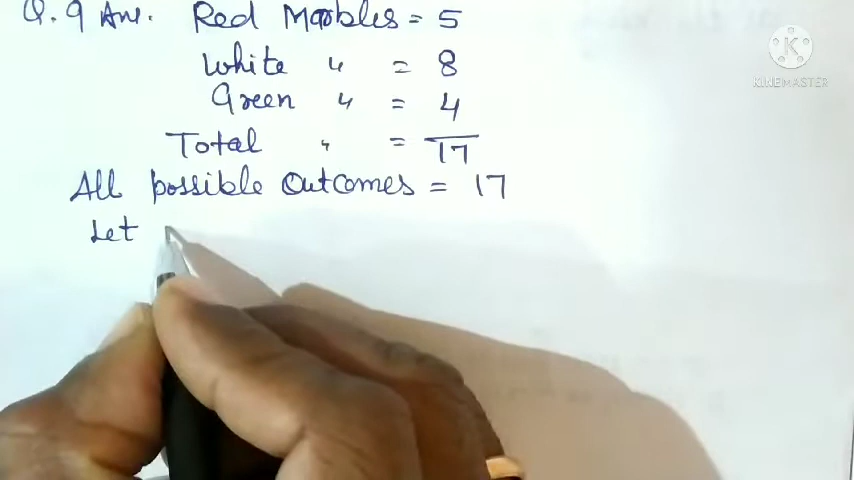 Q. 9 Ans. Red Marbles = 5
White " = 8
Green " = 4
Total " = 17
All possible Outcomes = 17
Let
K
KINEMASTER